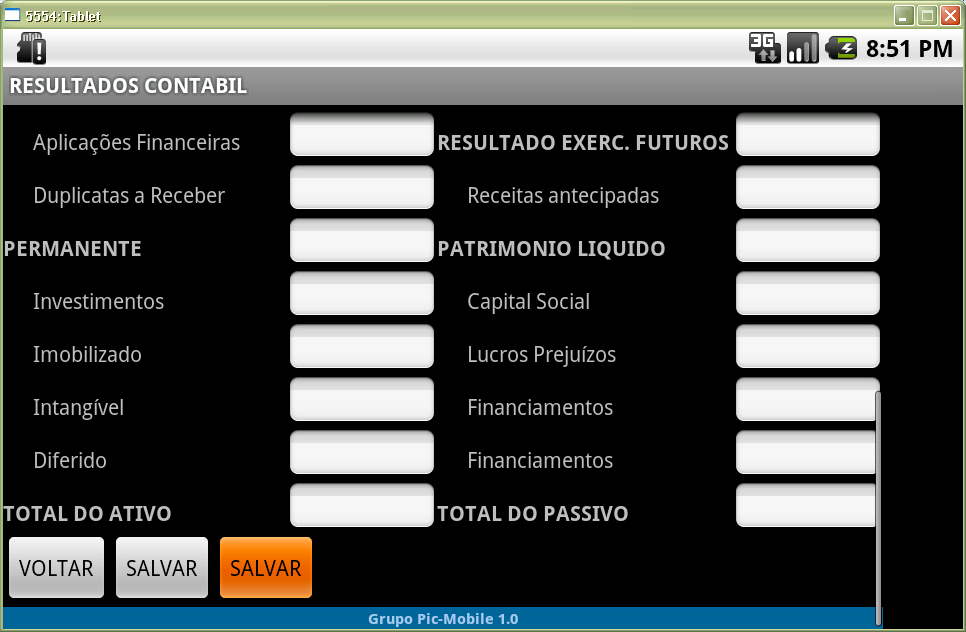 5554:Tablet
3G 8:51 PM
RESULTADOS CONTABIL
Aplicações Financeiras RESULTADO EXERC. FUTUROS
Duplicatas a Receber Receitas antecipadas
PERMANENTE PATRIMONIO LIQUIDO
Investimentos Capital Social
Imobilizado Lucros Prejuízos
Intangível Financiamentos
Diferido Financiamentos
TOTAL DO ATIVO TOTAL DO PASSIVO
VOLTAR SALVAR SALVAR
Grupo Pic-Mobile 1.0